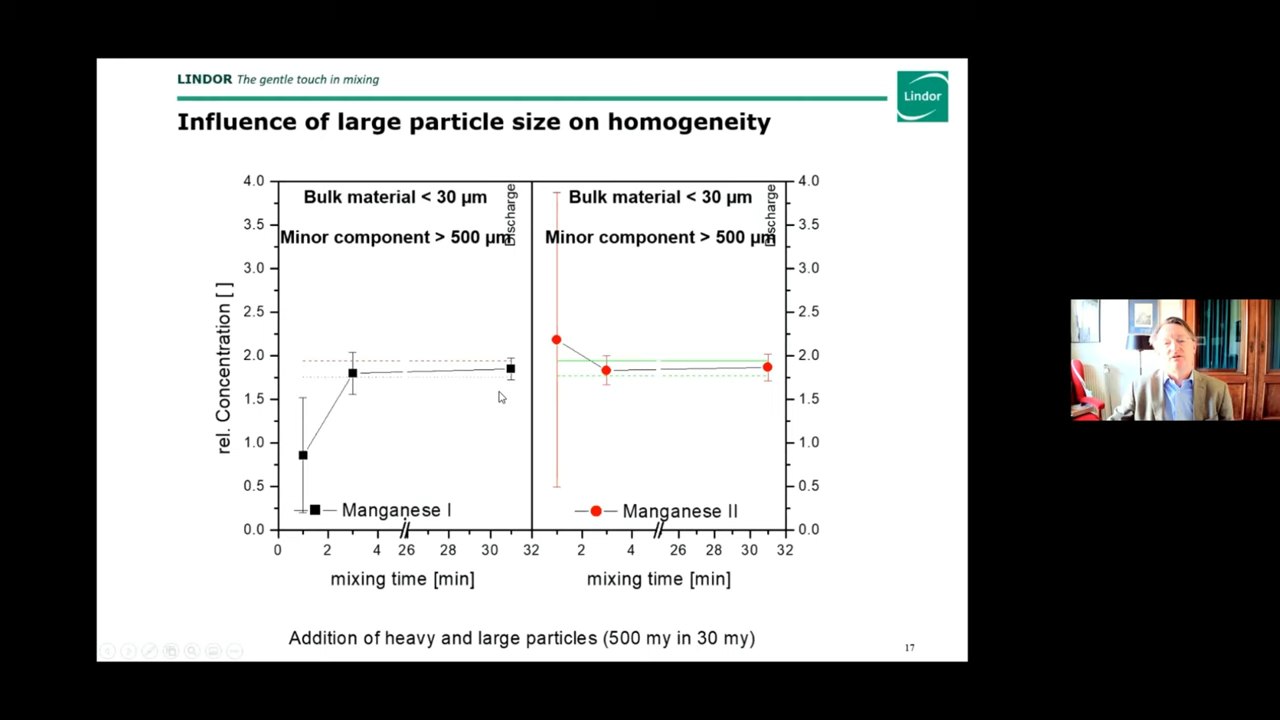 LINDOR The gentle touch in mixing
Lindor
Influence of large particle size on homogeneity
4.0
3.5
3.0
2.5
2.0
1.5
1.0
0.5
0.0
rel. Concentration [ ]
Bulk material < 30 µm
Minor component > 500 µm
Discharge
Manganese I
0 2 4 26 28 30 32
mixing time [min]
Bulk material < 30 µm
Minor component > 500 µm
Discharge
Manganese II
2 4 26 28 30 32
mixing time [min]
4.0
3.5
3.0
2.5
2.0
1.5
1.0
0.5
0.0
Addition of heavy and large particles (500 my in 30 my)
17